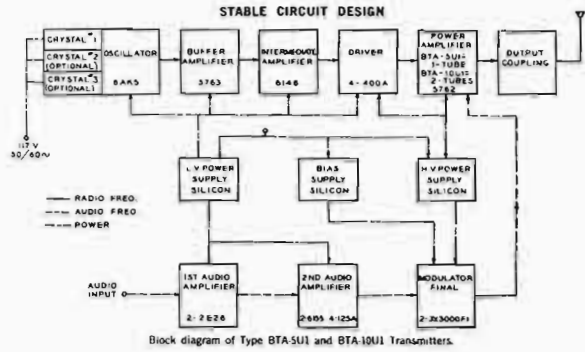 STABLE CIRCUIT DESIGN
CRYSTAL #1
CRYSTAL #2
(OPTIONAL)
CRYSTAL #3
(OPTIONAL)
OSCILLATOR
6AK5
BUFFER
AMPLIFIER
5763
INTERMEDIATE
AMPLIFIER
6146
DRIVER
4-400A
POWER
AMPLIFIER
BTA-5U1-
1-TUBE
BTA-10U1-
2-TUBES
5762
OUTPUT
COUPLING
117 V
50/60~
L.V. POWER
SUPPLY
SILICON
BIAS
SUPPLY
SILICON
H.V. POWER
SUPPLY
SILICON
RADIO FREQ.
AUDIO FREQ
POWER
AUDIO
INPUT
1ST AUDIO
AMPLIFIER
2-2E26
2ND AUDIO
AMPLIFIER
4-125A
MODULATOR
FINAL
2-3X3000F1
Block diagram of Type BTA-5U1 and BTA-10U1 Transmitters.